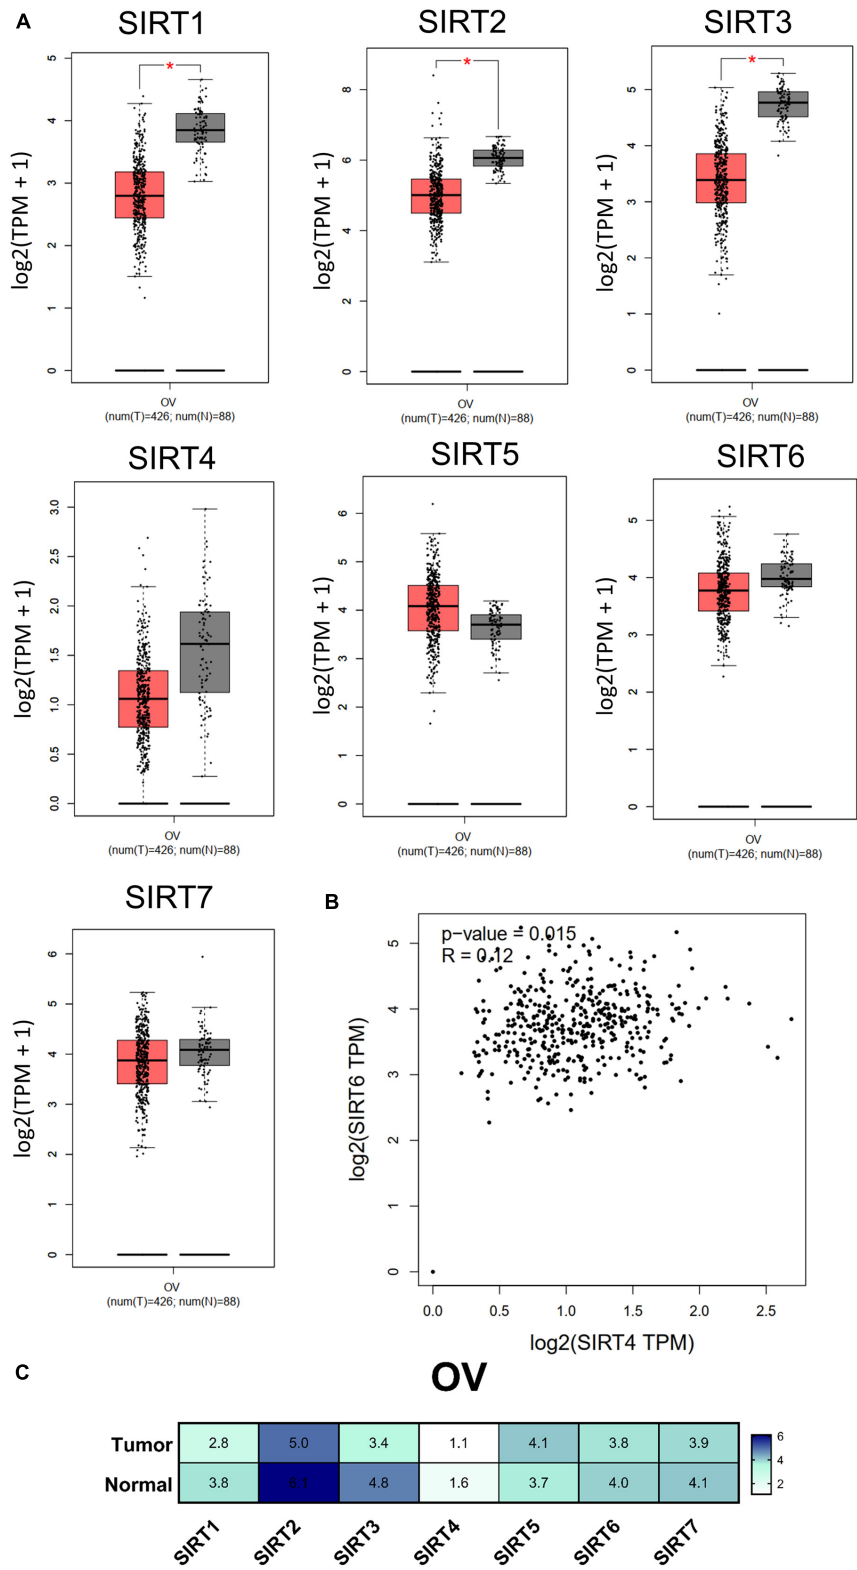 A
SIRT1
SIRT2
SIRT3
log2(TPM + 1)
5
4
3
2
1
0
*
OV
(num(T)=426; num(N)=88)
log2(TPM + 1)
8
6
4
2
0
*
OV
(num(T)=426; num(N)=88)
log2(TPM + 1)
5
4
3
2
1
0
*
OV
(num(T)=426; num(N)=88)
SIRT4
SIRT5
SIRT6
log2(TPM + 1)
3.0
2.5
2.0
1.5
1.0
0.5
0.0
OV
(num(T)=426; num(N)=88)
log2(TPM + 1)
6
5
4
3
2
1
0
OV
(num(T)=426; num(N)=88)
log2(TPM + 1)
5
4
3
2
1
0
OV
(num(T)=426; num(N)=88)
SIRT7
log2(TPM + 1)
6
5
4
3
2
1
0
OV
(num(T)=426; num(N)=88)
B
p−value = 0.015
R = 0.12
log2(SIRT6 TPM)
5
4
3
2
1
0
0.0 0.5 1.0 1.5 2.0 2.5
log2(SIRT4 TPM)
C
OV
Tumor 2.8 5.0 3.4 1.1 4.1 3.8 3.9
Normal 3.8 6.1 4.8 1.6 3.7 4.0 4.1
SIRT1 SIRT2 SIRT3 SIRT4 SIRT5 SIRT6 SIRT7
6
4
2